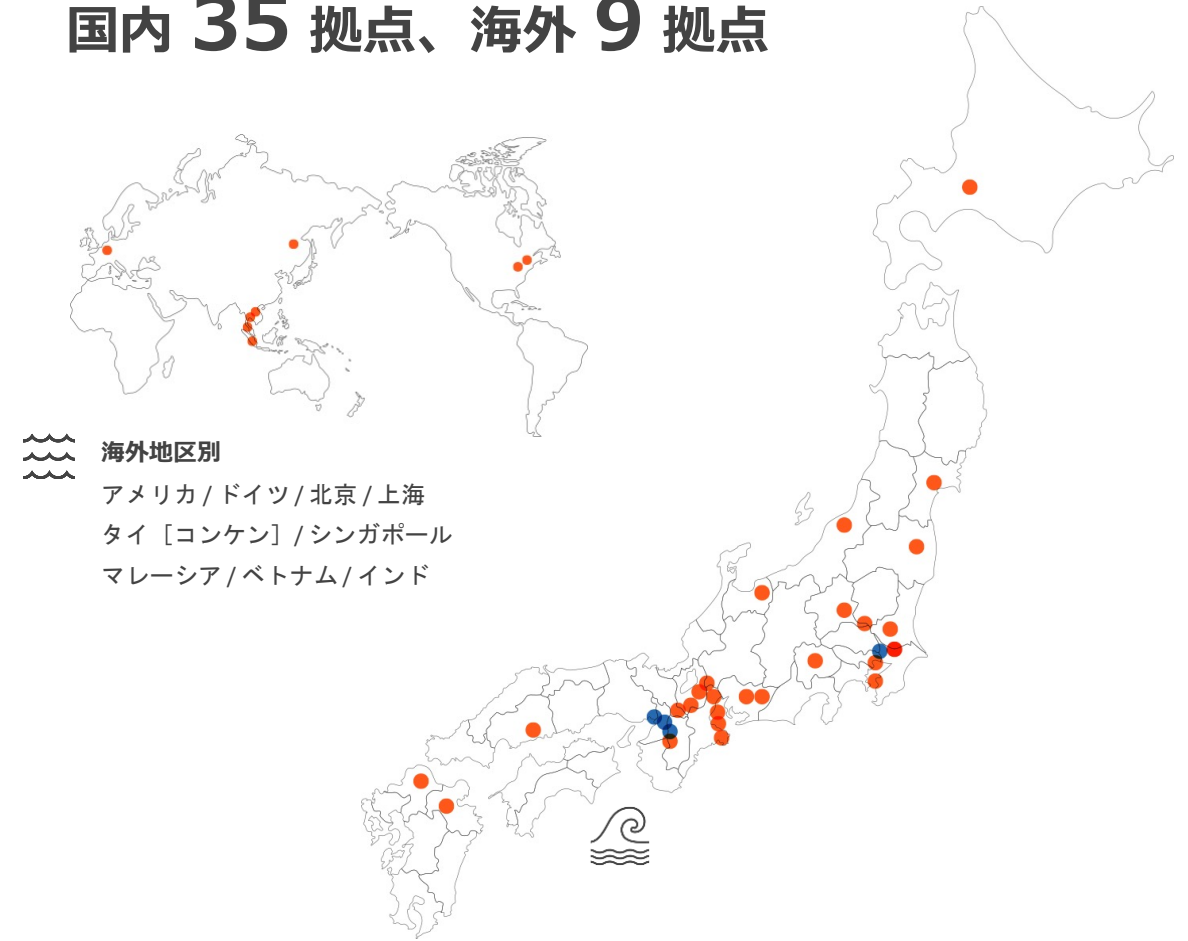 国内 35 拠点、海外 9 拠点
海外地区別
アメリカ / ドイツ / 北京 / 上海
タイ［コンケン］/ シンガポール
マレーシア / ベトナム / インド